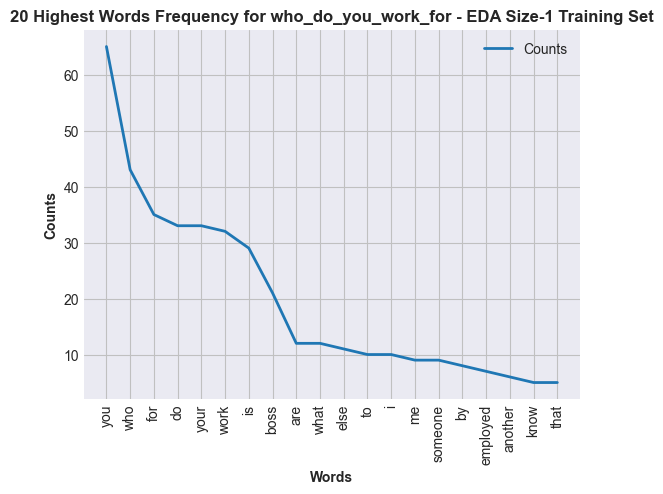 20 Highest Words Frequency for who_do_you_work_for - EDA Size-1 Training Set
Counts
60
50
40
30
20
10
Counts
you
who
for
do
your
work
is
boss
are
what
else
to
i
me
someone
by
employed
another
know
that
Words